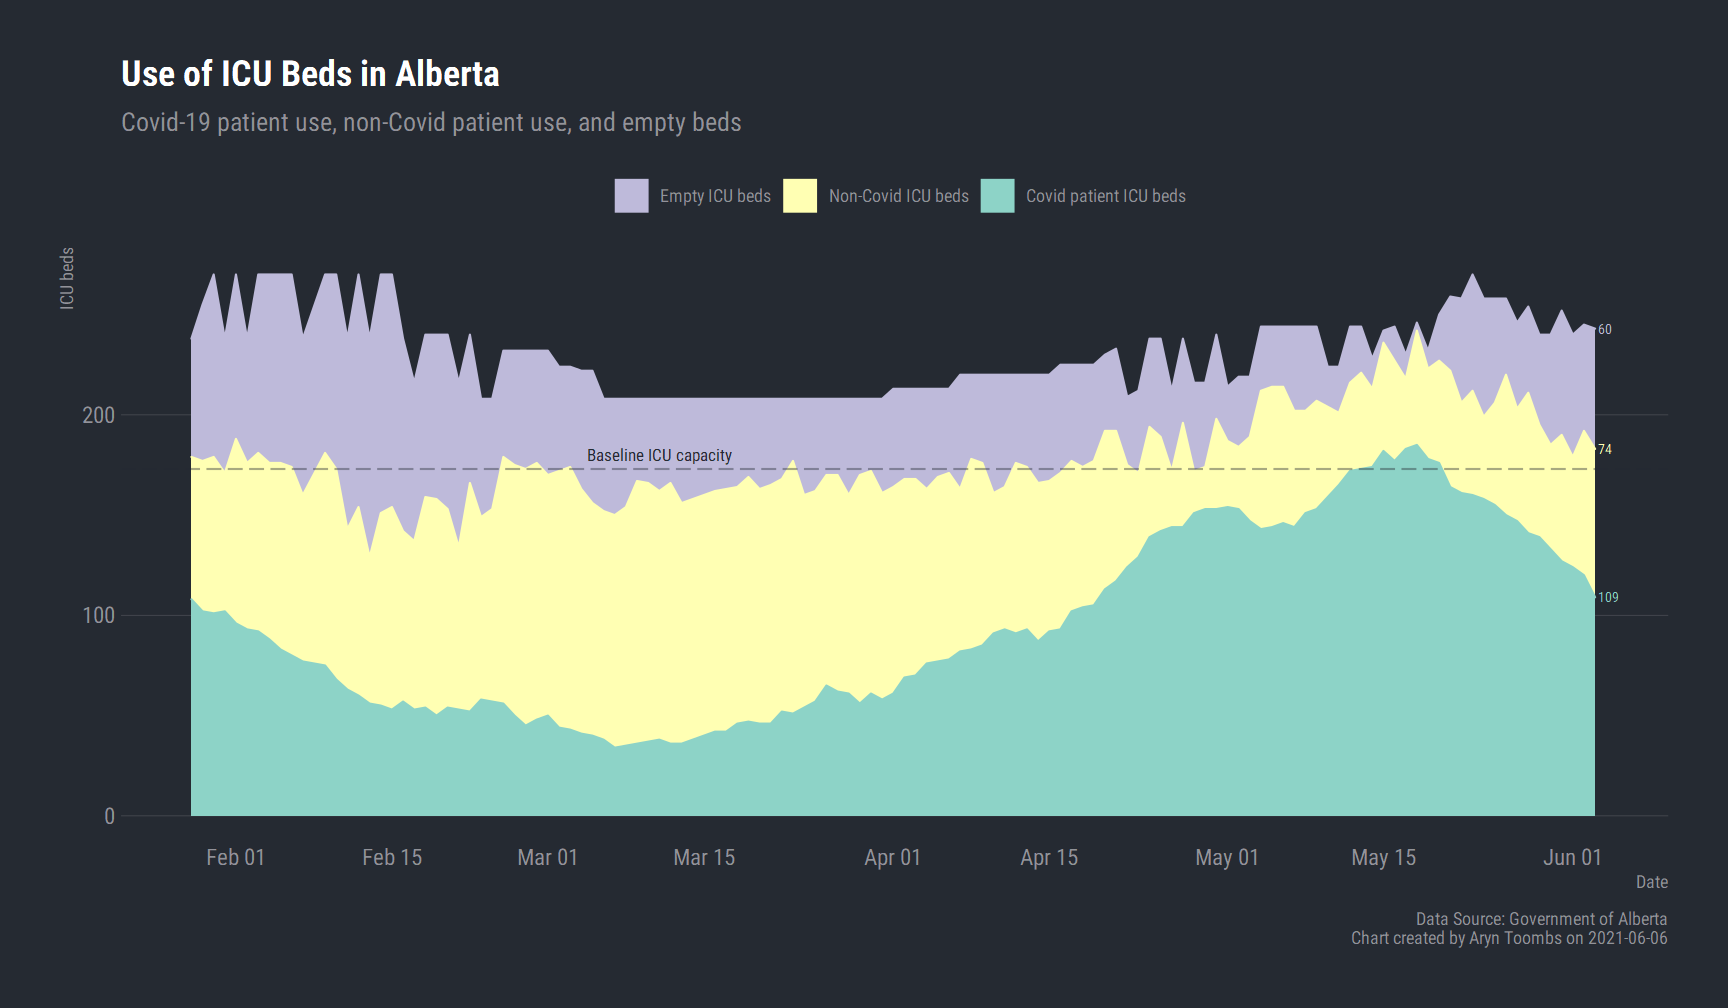 Use of ICU Beds in Alberta
Covid-19 patient use, non-Covid patient use, and empty beds
Empty ICU beds Non-Covid ICU beds Covid patient ICU beds
ICU beds
60
200
74
Baseline ICU capacity
109
100
0
Feb 01 Feb 15 Mar 01 Mar 15 Apr 01 Apr 15 May 01 May 15 Jun 01
Date
Data Source: Government of Alberta
Chart created by Aryn Toombs on 2021-06-06